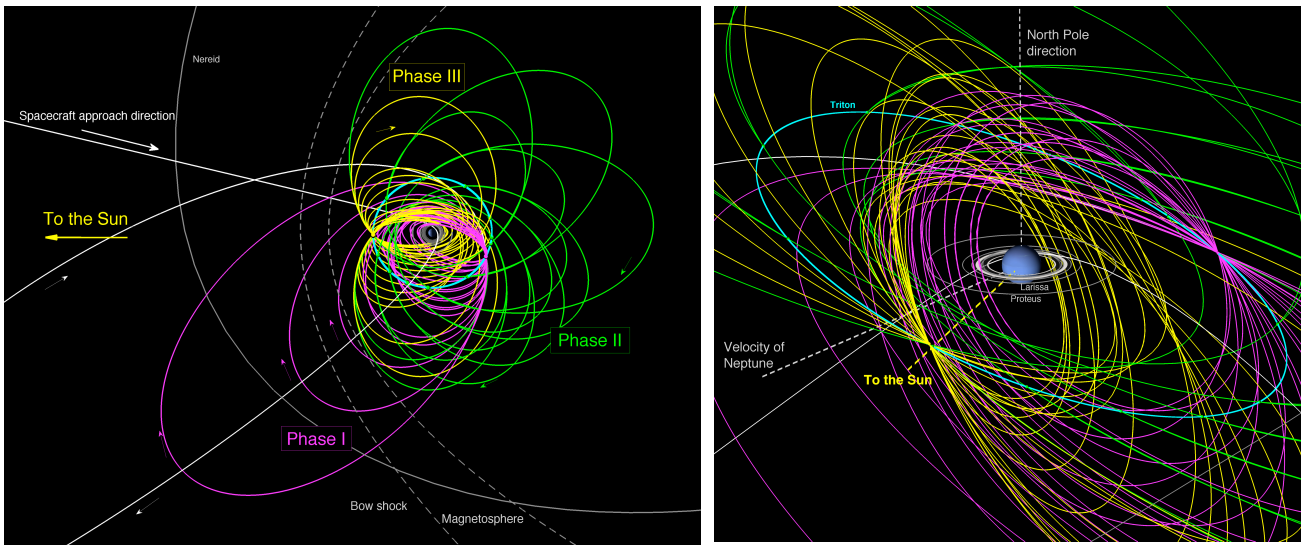 Nereid
Phase III
Spacecraft approach direction
To the Sun
Phase II
Phase I
Bow shock
Magnetosphere
North Pole
direction
Triton
Larissa
Proteus
Velocity of
Neptune
To the Sun